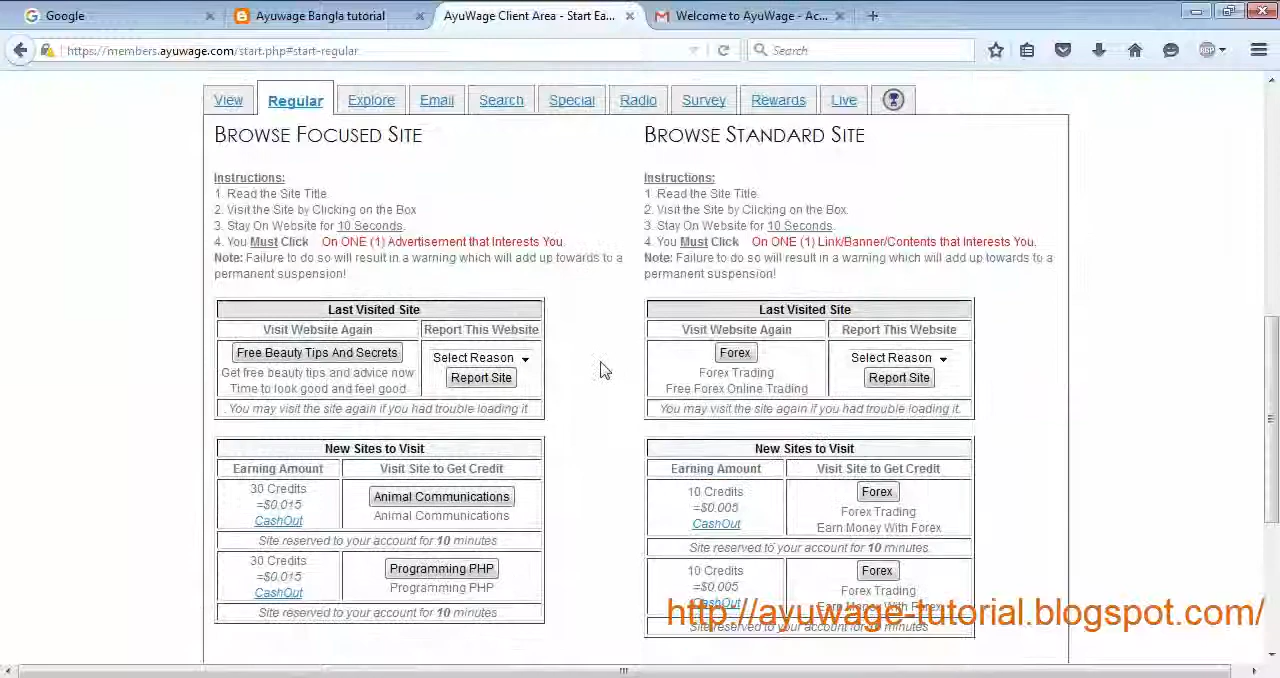 Google
Ayuwage Bangla tutorial
AyuWage Client Area - Start Ea...
Welcome to AyuWage - Ac...
https://members.ayuwage.com/start.php#start-regular
Search
ABP
View
Regular
Explore
Email
Search
Special
Radio
Survey
Rewards
Live
BROWSE FOCUSED SITE
Instructions:
1. Read the Site Title.
2. Visit the Site by Clicking on the Box
3. Stay On Website for 10 Seconds.
4. You Must Click On ONE (1) Advertisement that Interests You.
Note: Failure to do so will result in a warning which will add up towards to a
permanent suspension!
Last Visited Site
Visit Website Again
Report This Website
Free Beauty Tips And Secrets
Get free beauty tips and advice now
Time to look good and feel good
Select Reason
Report Site
You may visit the site again if you had trouble loading it
New Sites to Visit
Earning Amount
Visit Site to Get Credit
30 Credits
=$0.015
CashOut
Animal Communications
Animal Communications
Site reserved to your account for 10 minutes
30 Credits
=$0.015
CashOut
Programming PHP
Programming PHP
Site reserved to your account for 10 minutes
BROWSE STANDARD SITE
Instructions:
1. Read the Site Title.
2. Visit the Site by Clicking on the Box.
3. Stay On Website for 10 Seconds.
4. You Must Click On ONE (1) Link/Banner/Contents that Interests You.
Note: Failure to do so will result in a warning which will add up towards to a
permanent suspension!
Last Visited Site
Visit Website Again
Report This Website
Forex
Forex Trading
Free Forex Online Trading
Select Reason
Report Site
You may visit the site again if you had trouble loading it.
New Sites to Visit
Earning Amount
Visit Site to Get Credit
10 Credits
=$0.005
CashOut
Forex
Forex Trading
Earn Money With Forex
Site reserved to your account for 10 minutes
10 Credits
=$0.005
CashOut
Forex
Forex Trading
Earn Money With Forex
Site reserved to your account for 10 minutes
http://ayuwage-tutorial.blogspot.com/